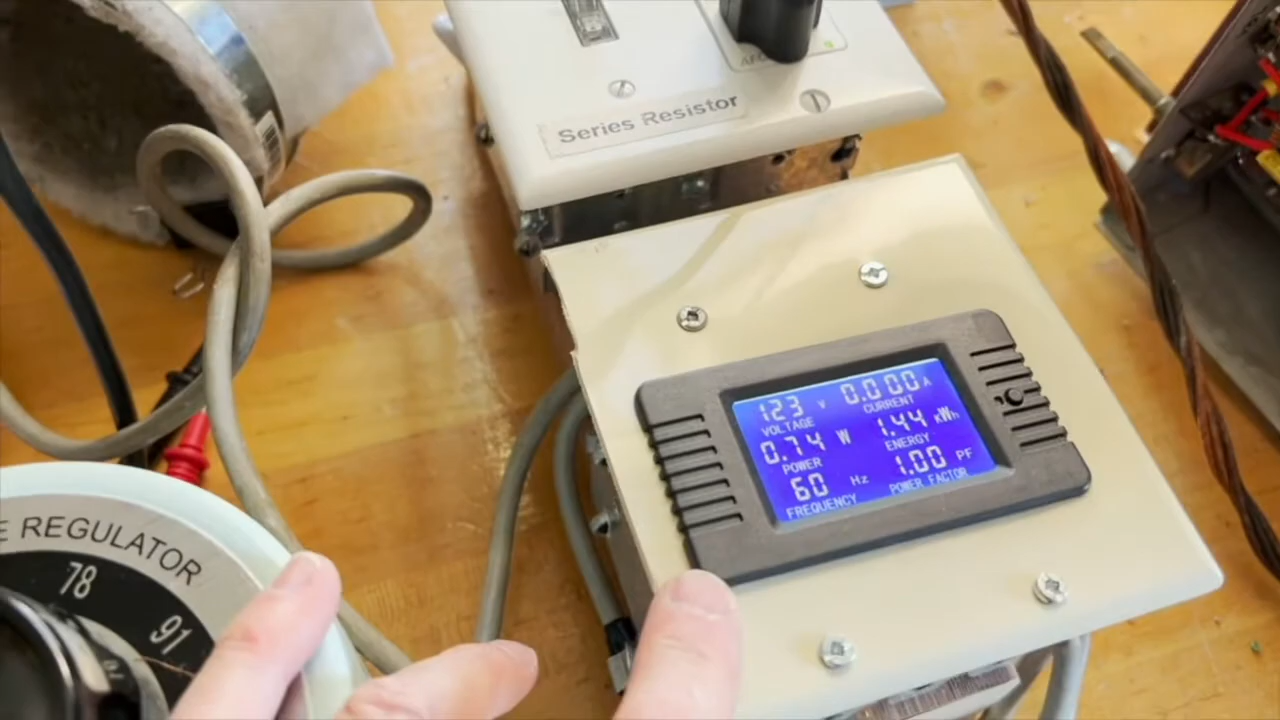 Series Resistor
123 V 0.000 A
VOLTAGE CURRENT
0.74 W 1.44 kWh
POWER ENERGY
60 Hz 1.00 PF
FREQUENCY POWER FACTOR
E REGULATOR
78
91